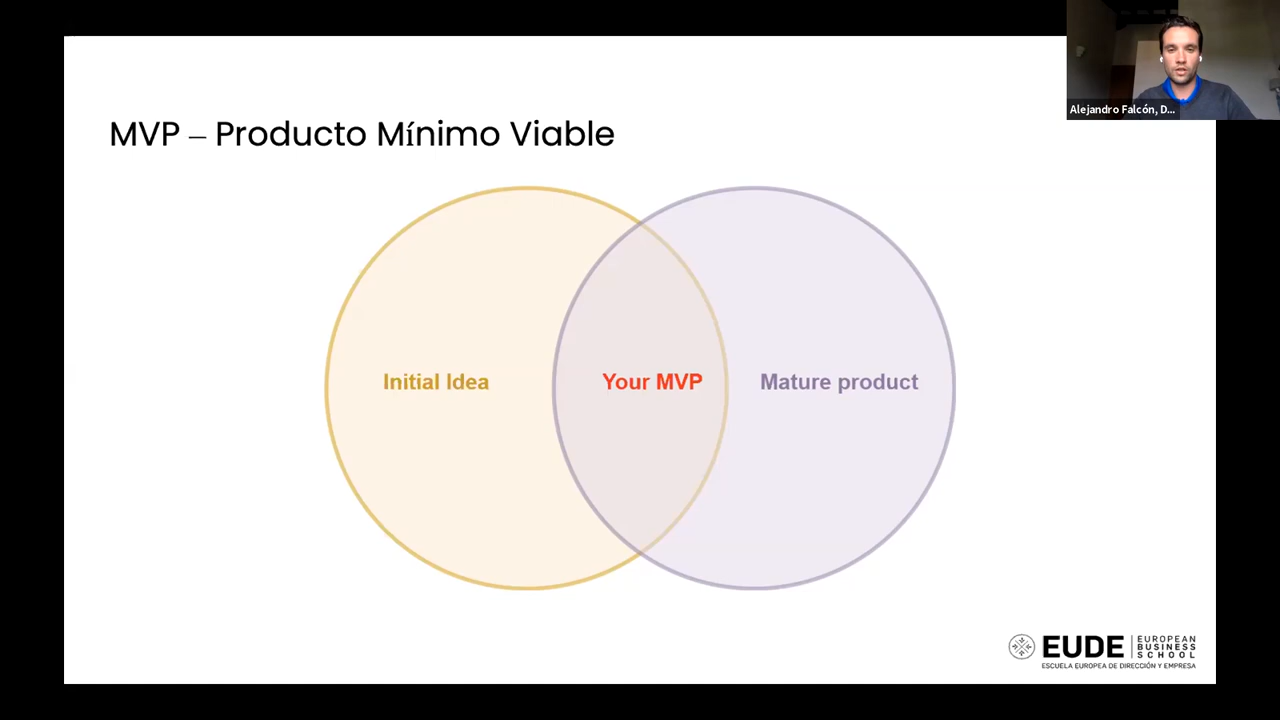 Alejandro Falcón, D...
MVP – Producto Mínimo Viable
Initial Idea
Your MVP
Mature product
EUDE
EUROPEAN
BUSINESS
SCHOOL
ESCUELA EUROPEA DE DIRECCIÓN Y EMPRESA